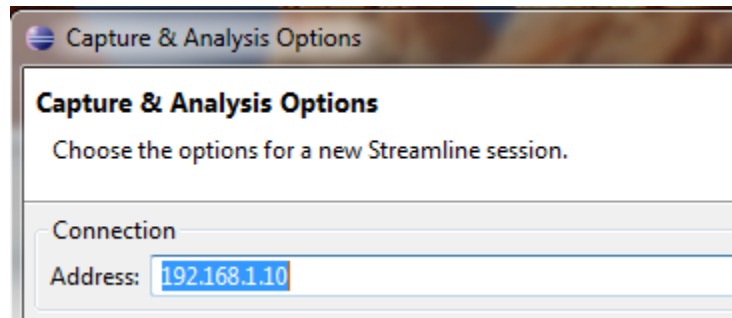 Capture & Analysis Options
Capture & Analysis Options
Choose the options for a new Streamline session.
Connection
Address: 192.168.1.10